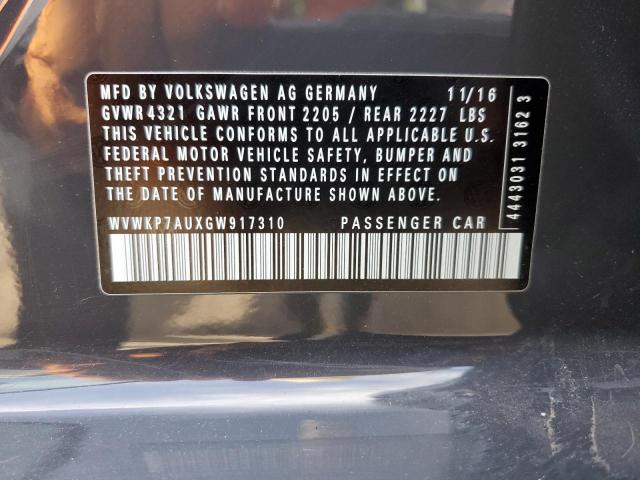 MFD BY VOLKSWAGEN AG GERMANY 11/16
GVWR 4321 GAWR FRONT 2205 / REAR 2227 LBS
THIS VEHICLE CONFORMS TO ALL APPLICABLE U.S.
FEDERAL MOTOR VEHICLE SAFETY, BUMPER AND
THEFT PREVENTION STANDARDS IN EFFECT ON
THE DATE OF MANUFACTURE SHOWN ABOVE.
WVWKP7AUXGW917310 PASSENGER CAR
4443031 3162 3